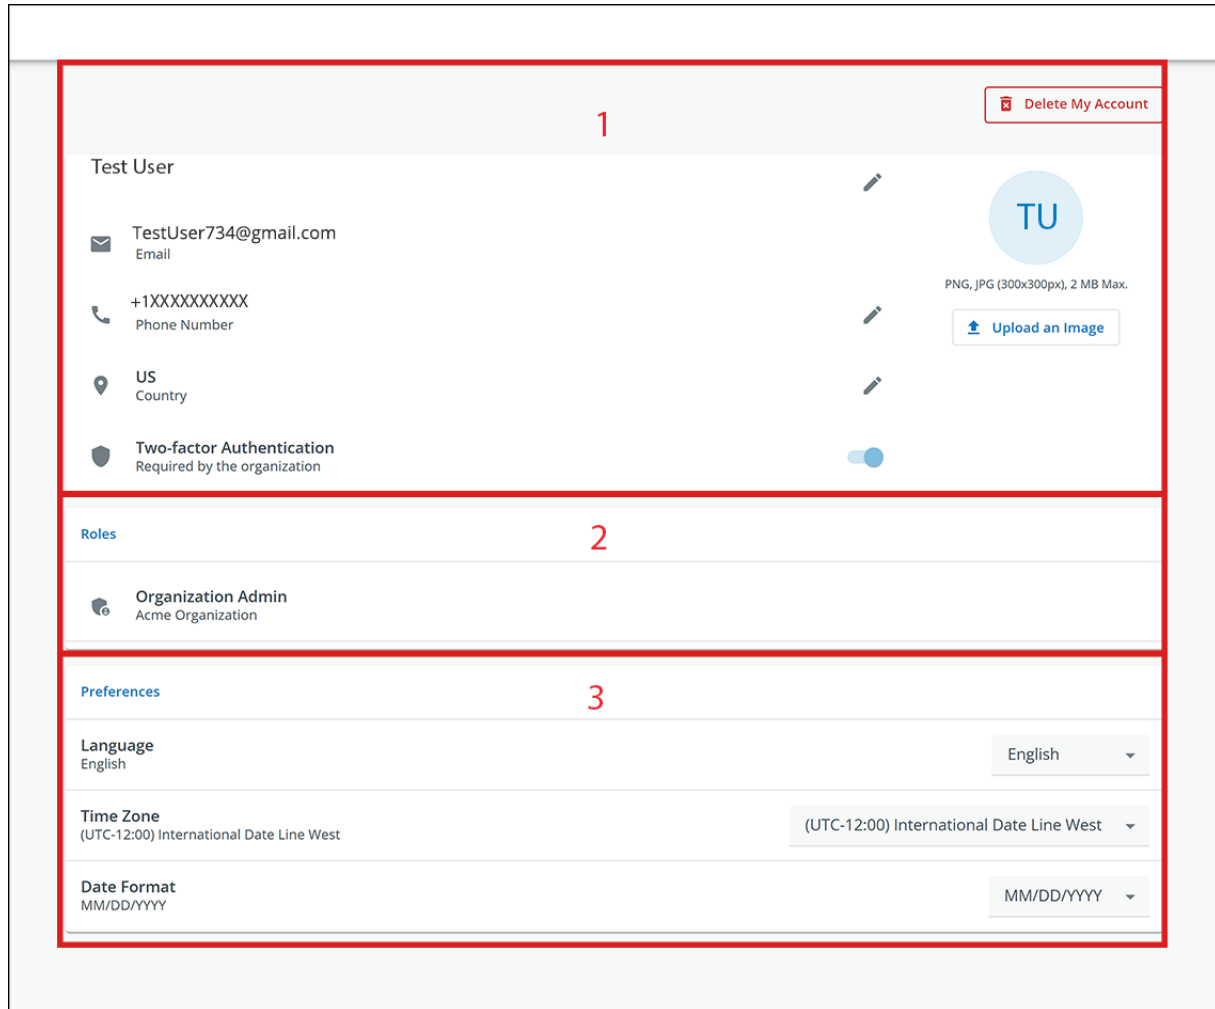 1
Delete My Account
Test User
TU
TestUser734@gmail.com
Email
PNG, JPG (300x300px), 2 MB Max.
+1XXXXXXXXXX
Phone Number
Upload an Image
US
Country
Two-factor Authentication
Required by the organization
Roles
2
Organization Admin
Acme Organization
Preferences
3
Language
English
English
Time Zone
(UTC-12:00) International Date Line West
(UTC-12:00) International Date Line West
Date Format
MM/DD/YYYY
MM/DD/YYYY